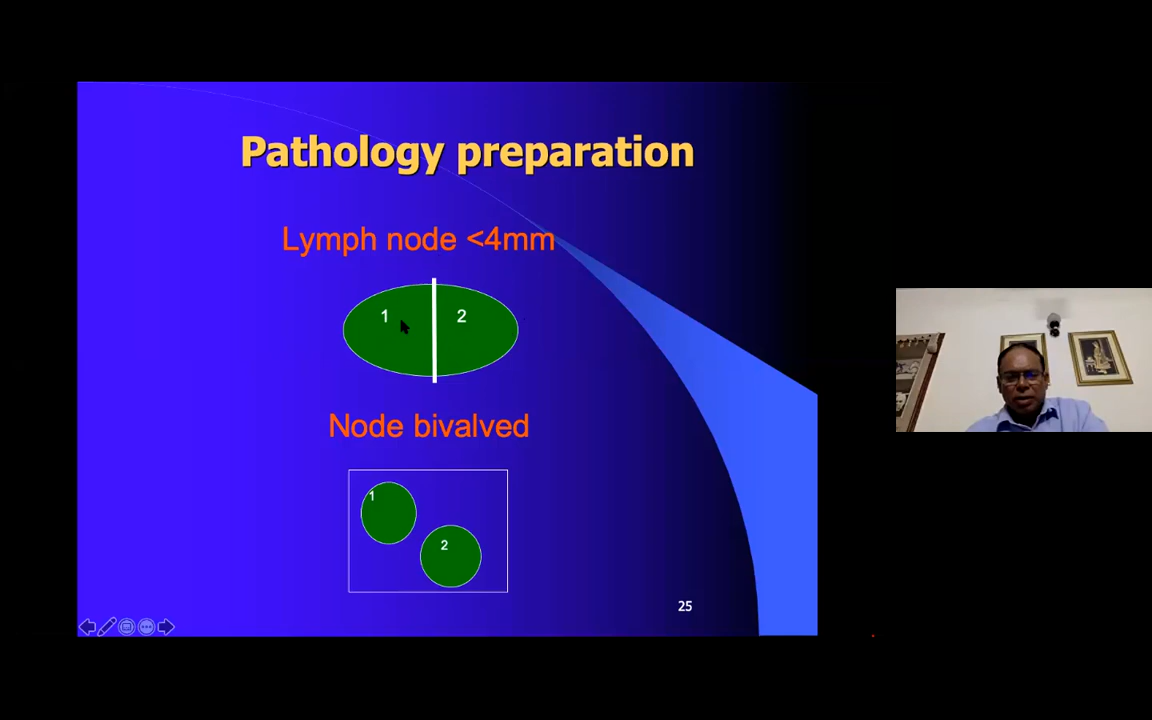 Pathology preparation
Lymph node <4mm
1 2
Node bivalved
1
2
25